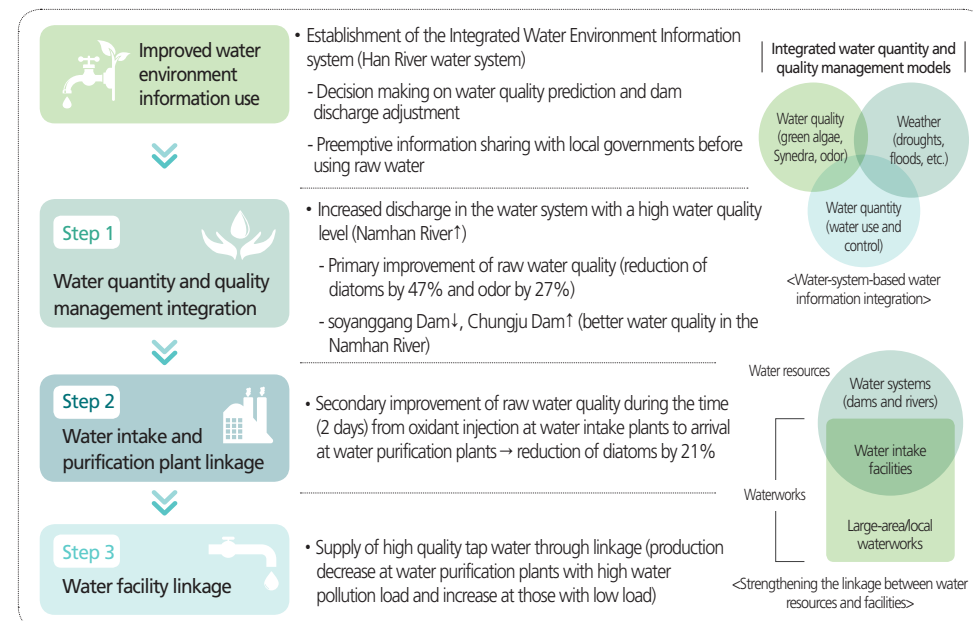 Improved water
environment
information use
• Establishment of the Integrated Water Environment Information
system (Han River water system)
- Decision making on water quality prediction and dam
discharge adjustment
- Preemptive information sharing with local governments before
using raw water
Step 1
Water quantity and quality
management integration
• Increased discharge in the water system with a high water quality
level (Namhan River↑)
- Primary improvement of raw water quality (reduction of
diatoms by 47% and odor by 27%)
- soyanggang Dam↓, Chungju Dam↑ (better water quality in the
Namhan River)
Step 2
Water intake and
purification plant linkage
• Secondary improvement of raw water quality during the time
(2 days) from oxidant injection at water intake plants to arrival
at water purification plants → reduction of diatoms by 21%
Step 3
Water facility linkage
• Supply of high quality tap water through linkage (production
decrease at water purification plants with high water
pollution load and increase at those with low load)
Integrated water quantity and
quality management models
Water quality
(green algae,
Synedra, odor)
Weather
(droughts,
floods, etc.)
Water quantity
(water use and
control)
<Water-system-based water
information integration>
Water resources
Water systems
(dams and rivers)
Water intake
facilities
Waterworks
Large-area/local
waterworks
<Strengthening the linkage between water
resources and facilities>